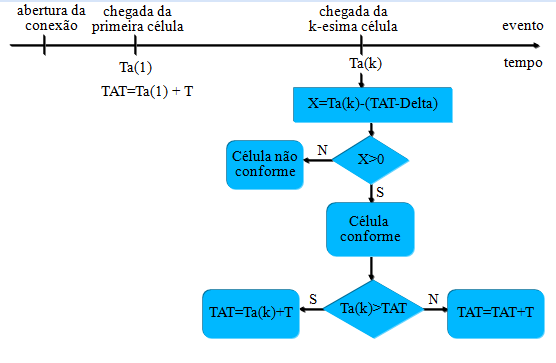 abertura da
conexão
chegada da
primeira célula
chegada da
k-esima célula
evento
Ta(1)
Ta(k)
tempo
TAT=Ta(1) + T
X=Ta(k)-(TAT-Delta)
Célula não
conforme
N
X>0
S
Célula
conforme
TAT=Ta(k)+T
S
Ta(k)>TAT
N
TAT=TAT+T